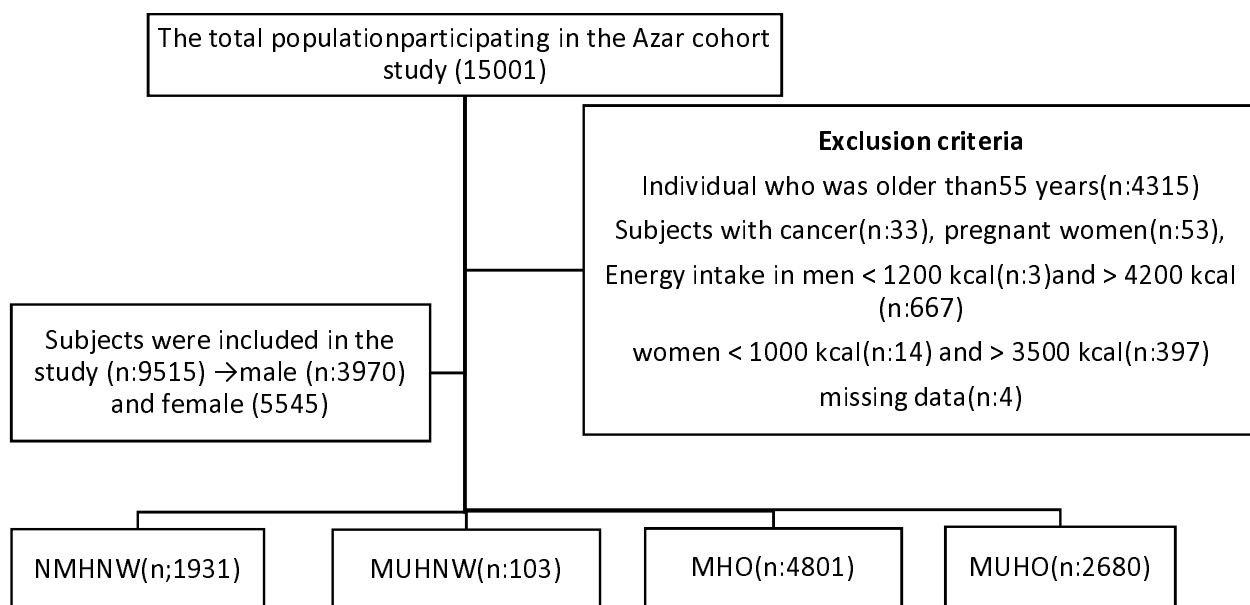 The total populationparticipating in the Azar cohort
study (15001)
Exclusion criteria
Individual who was older than55 years(n:4315)
Subjects with cancer(n:33), pregnant women(n:53),
Energy intake in men < 1200 kcal(n:3)and > 4200 kcal
(n:667)
women < 1000 kcal(n:14) and > 3500 kcal(n:397)
missing data(n:4)
Subjects were included in the
study (n:9515) →male (n:3970)
and female (5545)
NMHNW(n;1931)
MUHNW(n:103)
MHO(n:4801)
MUHO(n:2680)